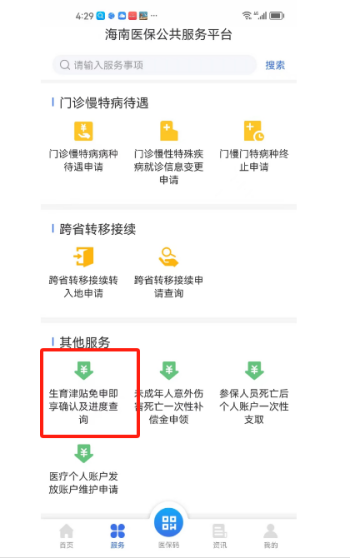 4:29
海南医保公共服务平台
请输入服务事项 搜索
门诊慢特病待遇
门诊慢特病病种 门诊慢性特殊疾 门慢门特病种终
待遇申请 病就诊信息变更 止申请
申请
跨省转移接续
跨省转移接续转 跨省转移接续申
入地申请 请查询
其他服务
生育津贴免申即 未成年人意外伤 参保人员死亡后
享确认及进度查 害死亡一次性补 个人账户一次性
询 偿金申领 支取
医疗个人账户发
放账户维护申请
首页 服务 医保码 资讯 我的